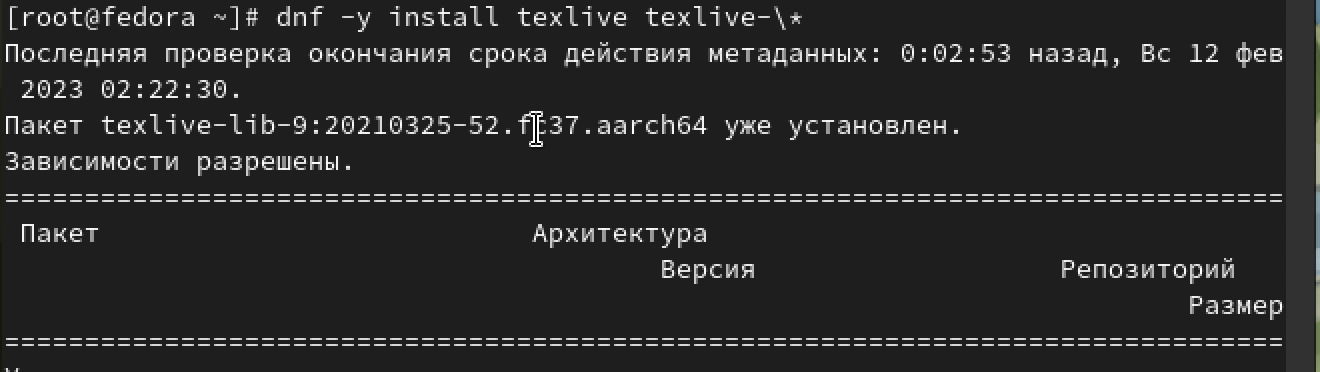 [root@fedora ~]# dnf -y install texlive texlive-\*
Последняя проверка окончания срока действия метаданных: 0:02:53 назад, Вс 12 фев
2023 02:22:30.
Пакет texlive-lib-9:20210325-52.fc37.aarch64 уже установлен.
Зависимости разрешены.
================================================================================
Пакет Архитектура
Версия Репозиторий
Размер
================================================================================